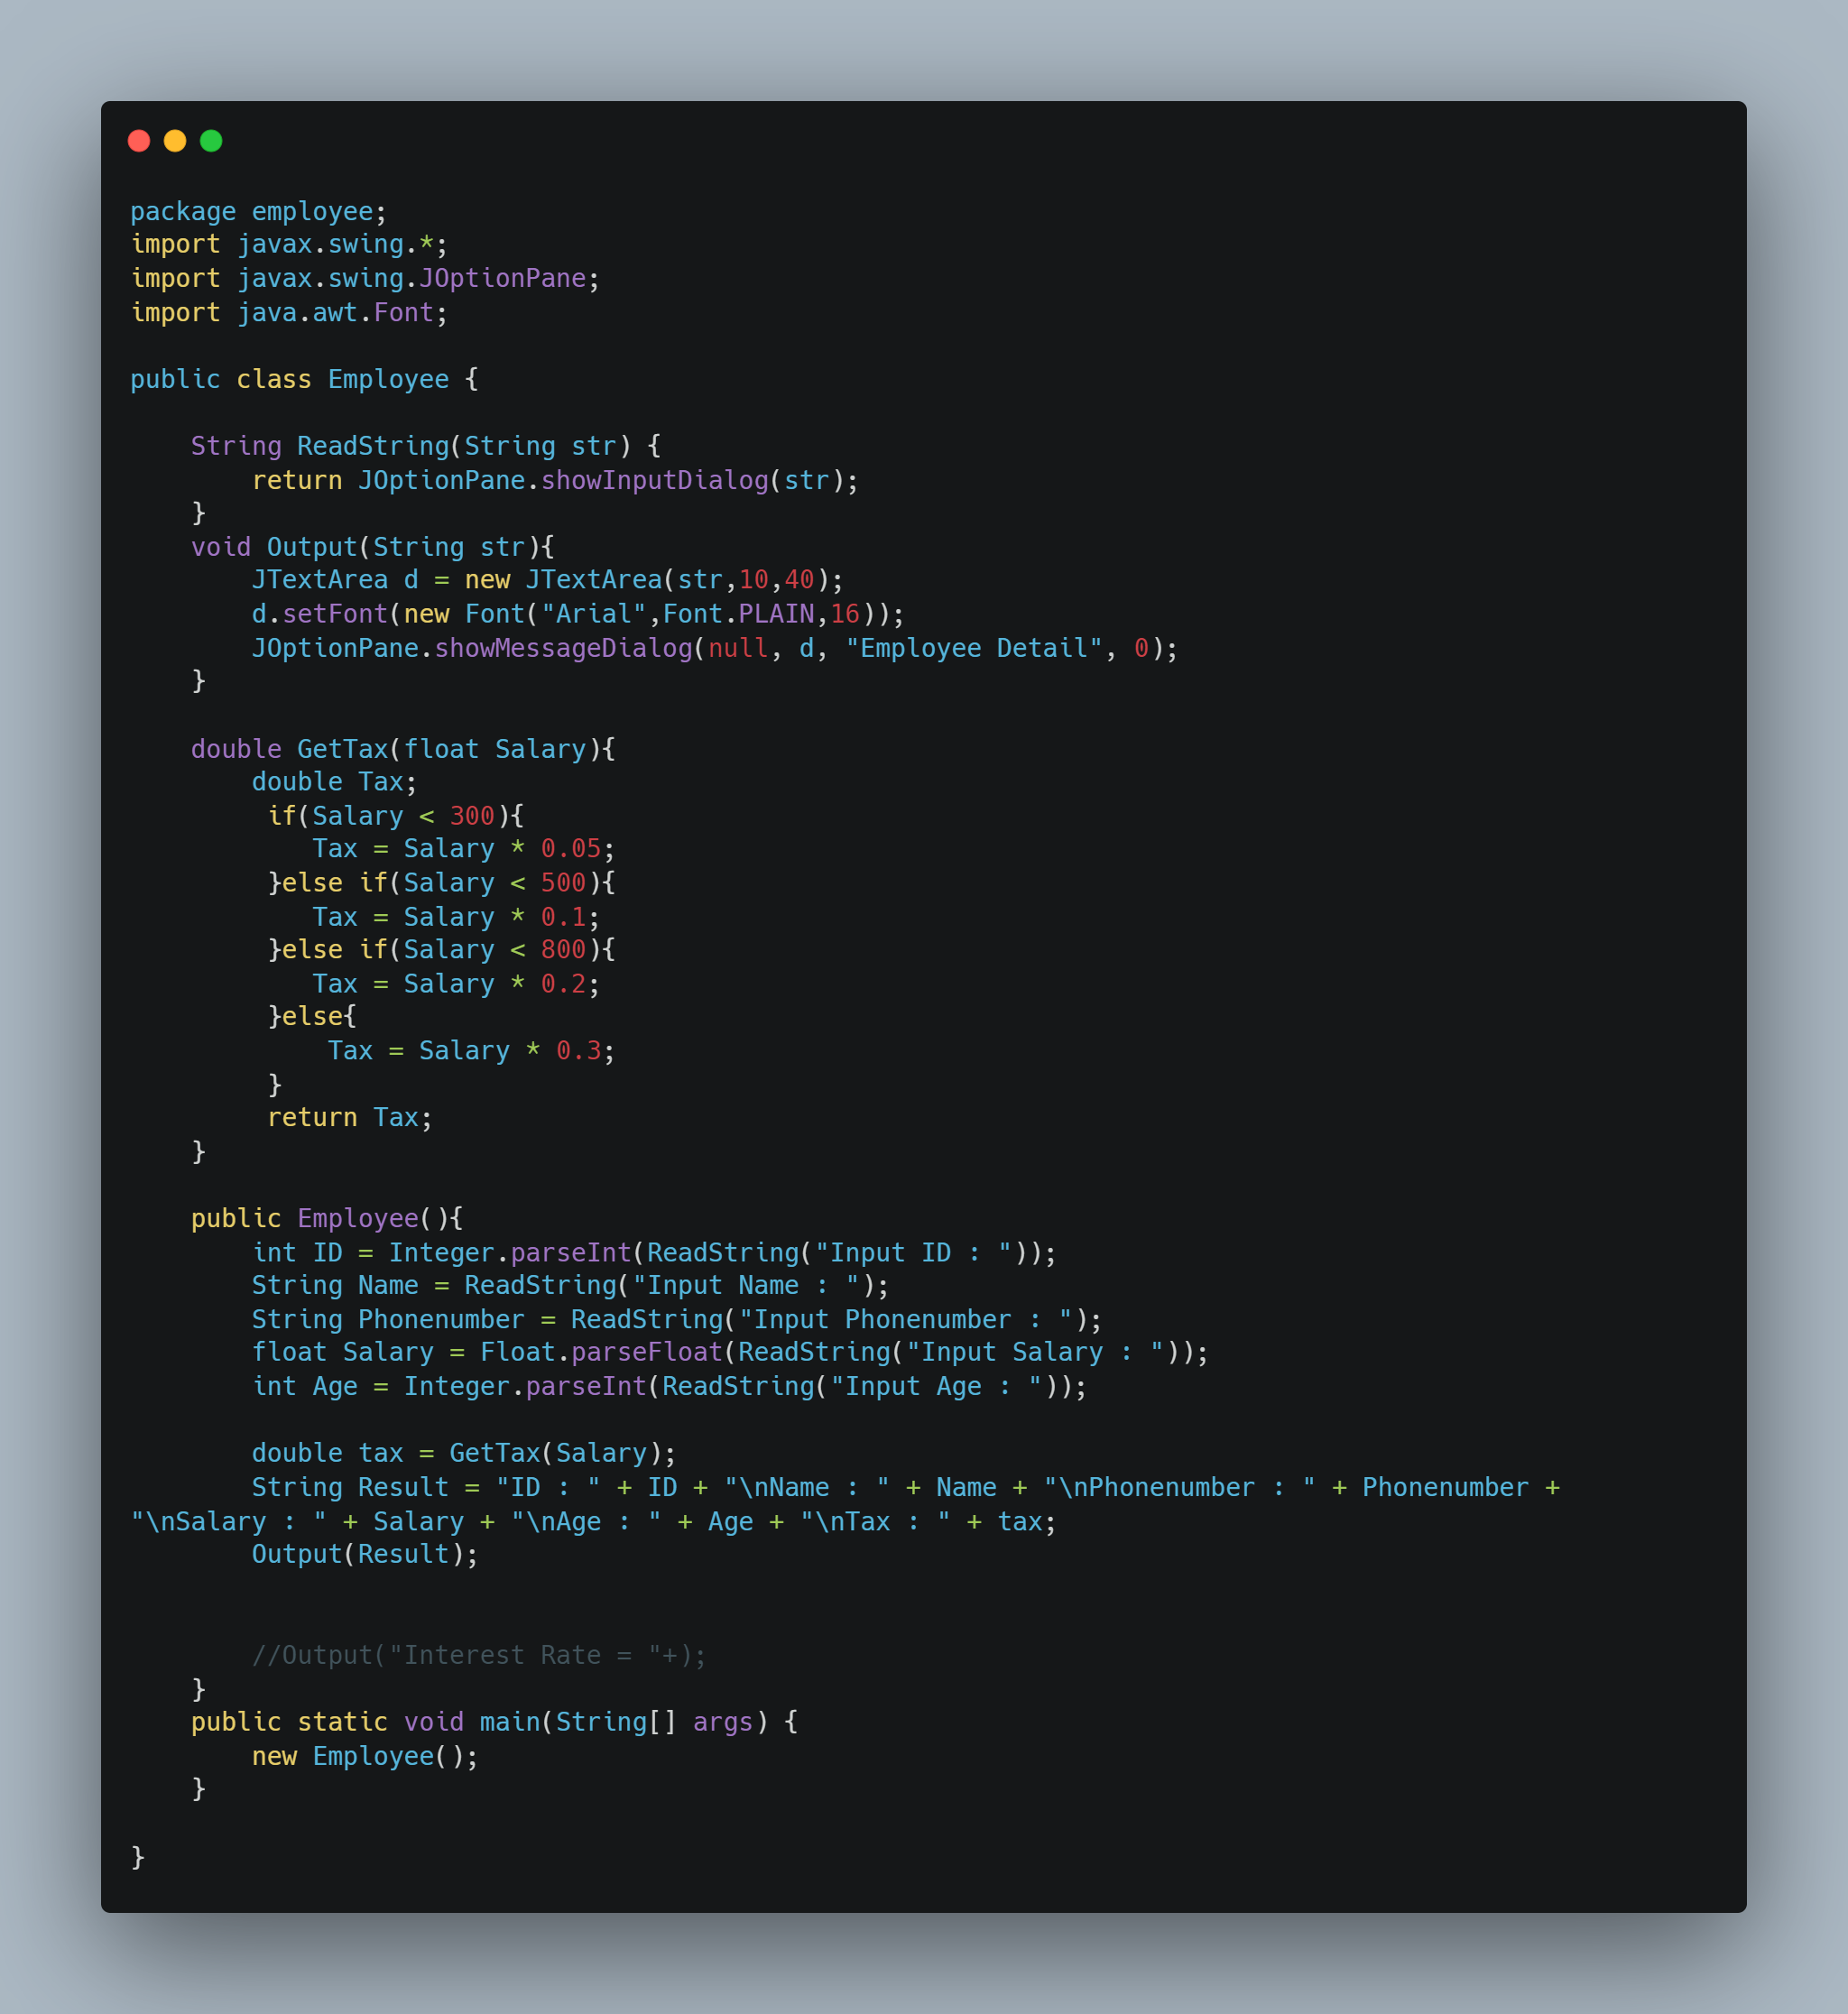 package employee;
import javax.swing.*;
import javax.swing.JOptionPane;
import java.awt.Font;

public class Employee {

    String ReadString(String str) {
        return JOptionPane.showInputDialog(str);
    }
    void Output(String str){
        JTextArea d = new JTextArea(str,10,40);
        d.setFont(new Font("Arial",Font.PLAIN,16));
        JOptionPane.showMessageDialog(null, d, "Employee Detail", 0);
    }

    double GetTax(float Salary){
        double Tax;
         if(Salary < 300){
            Tax = Salary * 0.05;
         }else if(Salary < 500){
            Tax = Salary * 0.1;
         }else if(Salary < 800){
            Tax = Salary * 0.2;
         }else{
             Tax = Salary * 0.3;
         }
         return Tax;
    }

    public Employee(){
        int ID = Integer.parseInt(ReadString("Input ID : "));
        String Name = ReadString("Input Name : ");
        String Phonenumber = ReadString("Input Phonenumber : ");
        float Salary = Float.parseFloat(ReadString("Input Salary : "));
        int Age = Integer.parseInt(ReadString("Input Age : "));

        double tax = GetTax(Salary);
        String Result = "ID : " + ID + "\nName : " + Name + "\nPhonenumber : " + Phonenumber +
"\nSalary : " + Salary + "\nAge : " + Age + "\nTax : " + tax;
        Output(Result);


        //Output("Interest Rate = "+);
    }
    public static void main(String[] args) {
        new Employee();
    }

}